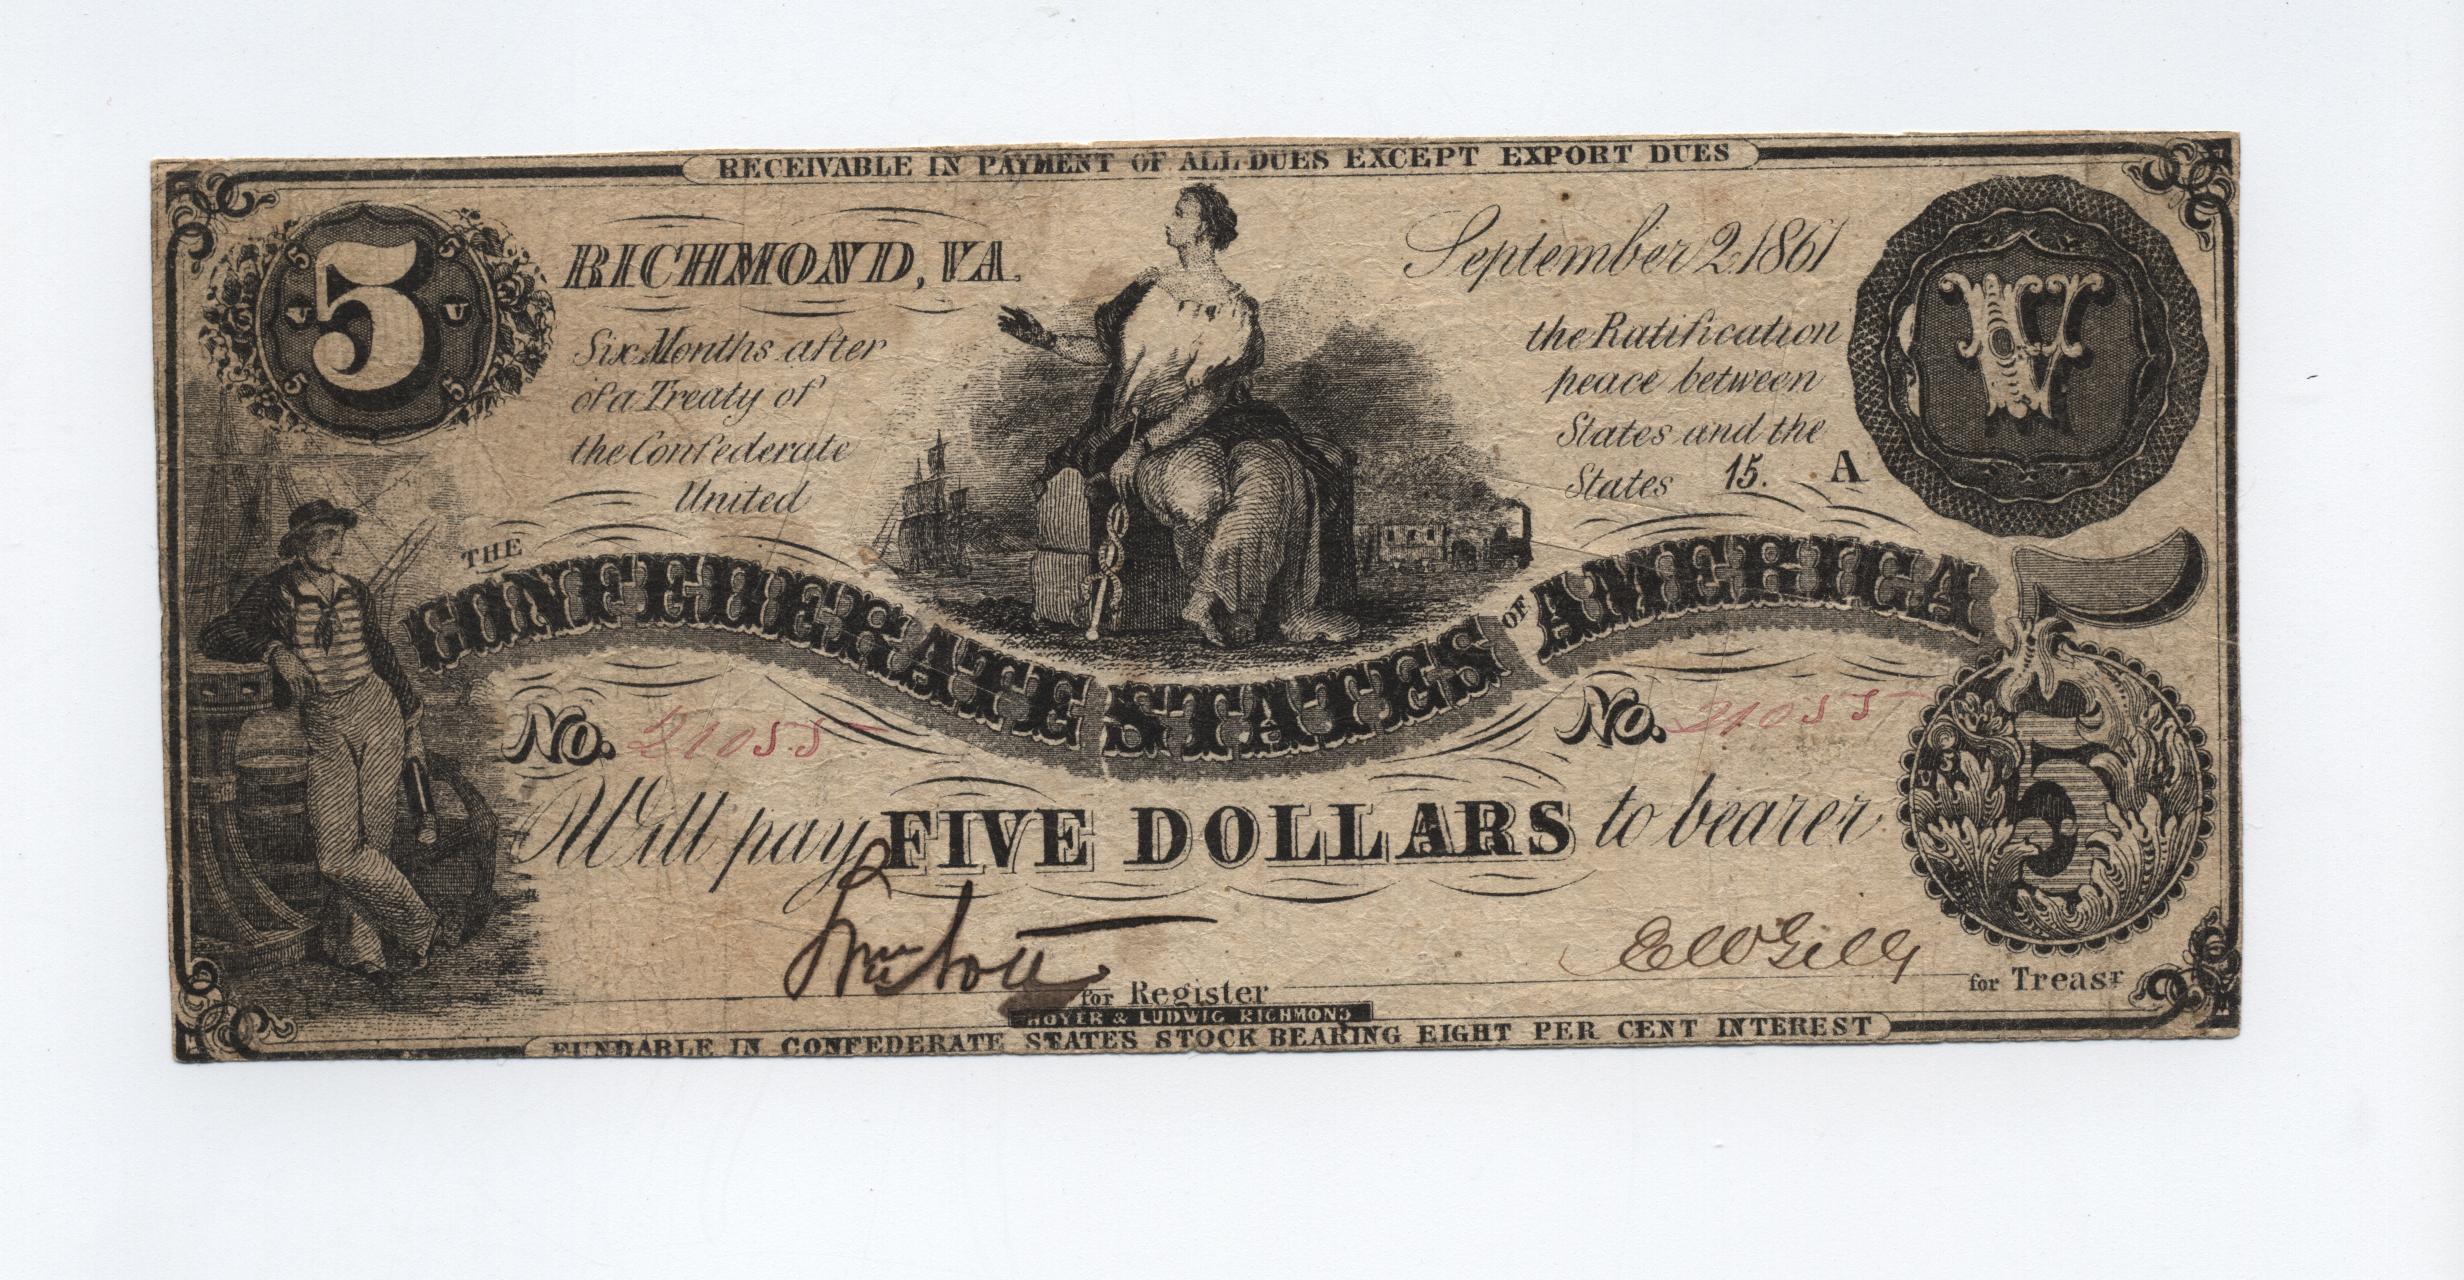 RECEIVABLE IN PAYMENT OF ALL DUES EXCEPT EXPORT DUES
5
RICHMOND, VA.
September 2, 1861
V
Six Months after the Ratification
of a Treaty of peace between
the Confederate States and the
United States 15. A
THE CONFEDERATE STATES OF AMERICA
No. 21055
No. 21055
5
Will pay FIVE DOLLARS to bearer
for Register
for Treasr
HOYER & LUDWIG RICHMOND
FUNDABLE IN CONFEDERATE STATES STOCK BEARING EIGHT PER CENT INTEREST